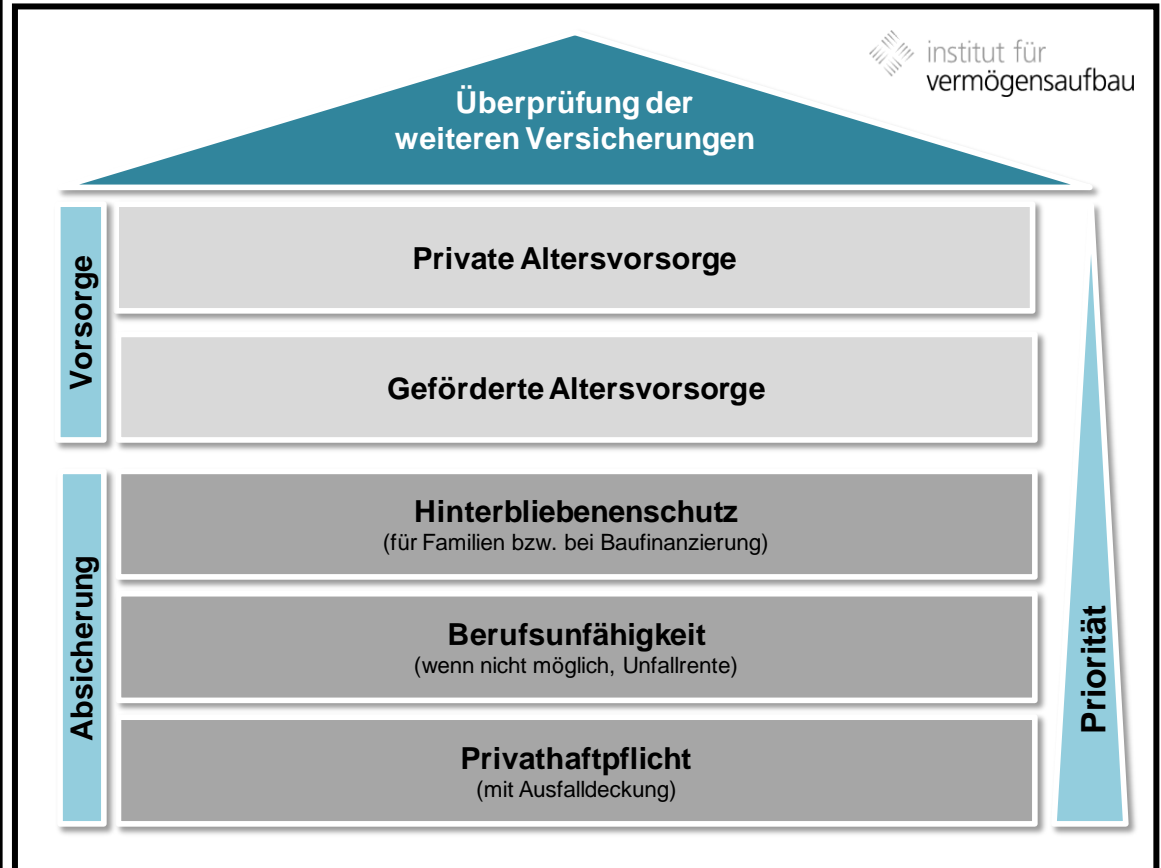 institut für
vermögensaufbau
Überprüfung der
weiteren Versicherungen
Vorsorge
Private Altersvorsorge
Geförderte Altersvorsorge
Absicherung
Hinterbliebenenschutz
(für Familien bzw. bei Baufinanzierung)
Berufsunfähigkeit
(wenn nicht möglich, Unfallrente)
Privathaftpflicht
(mit Ausfalldeckung)
Priorität